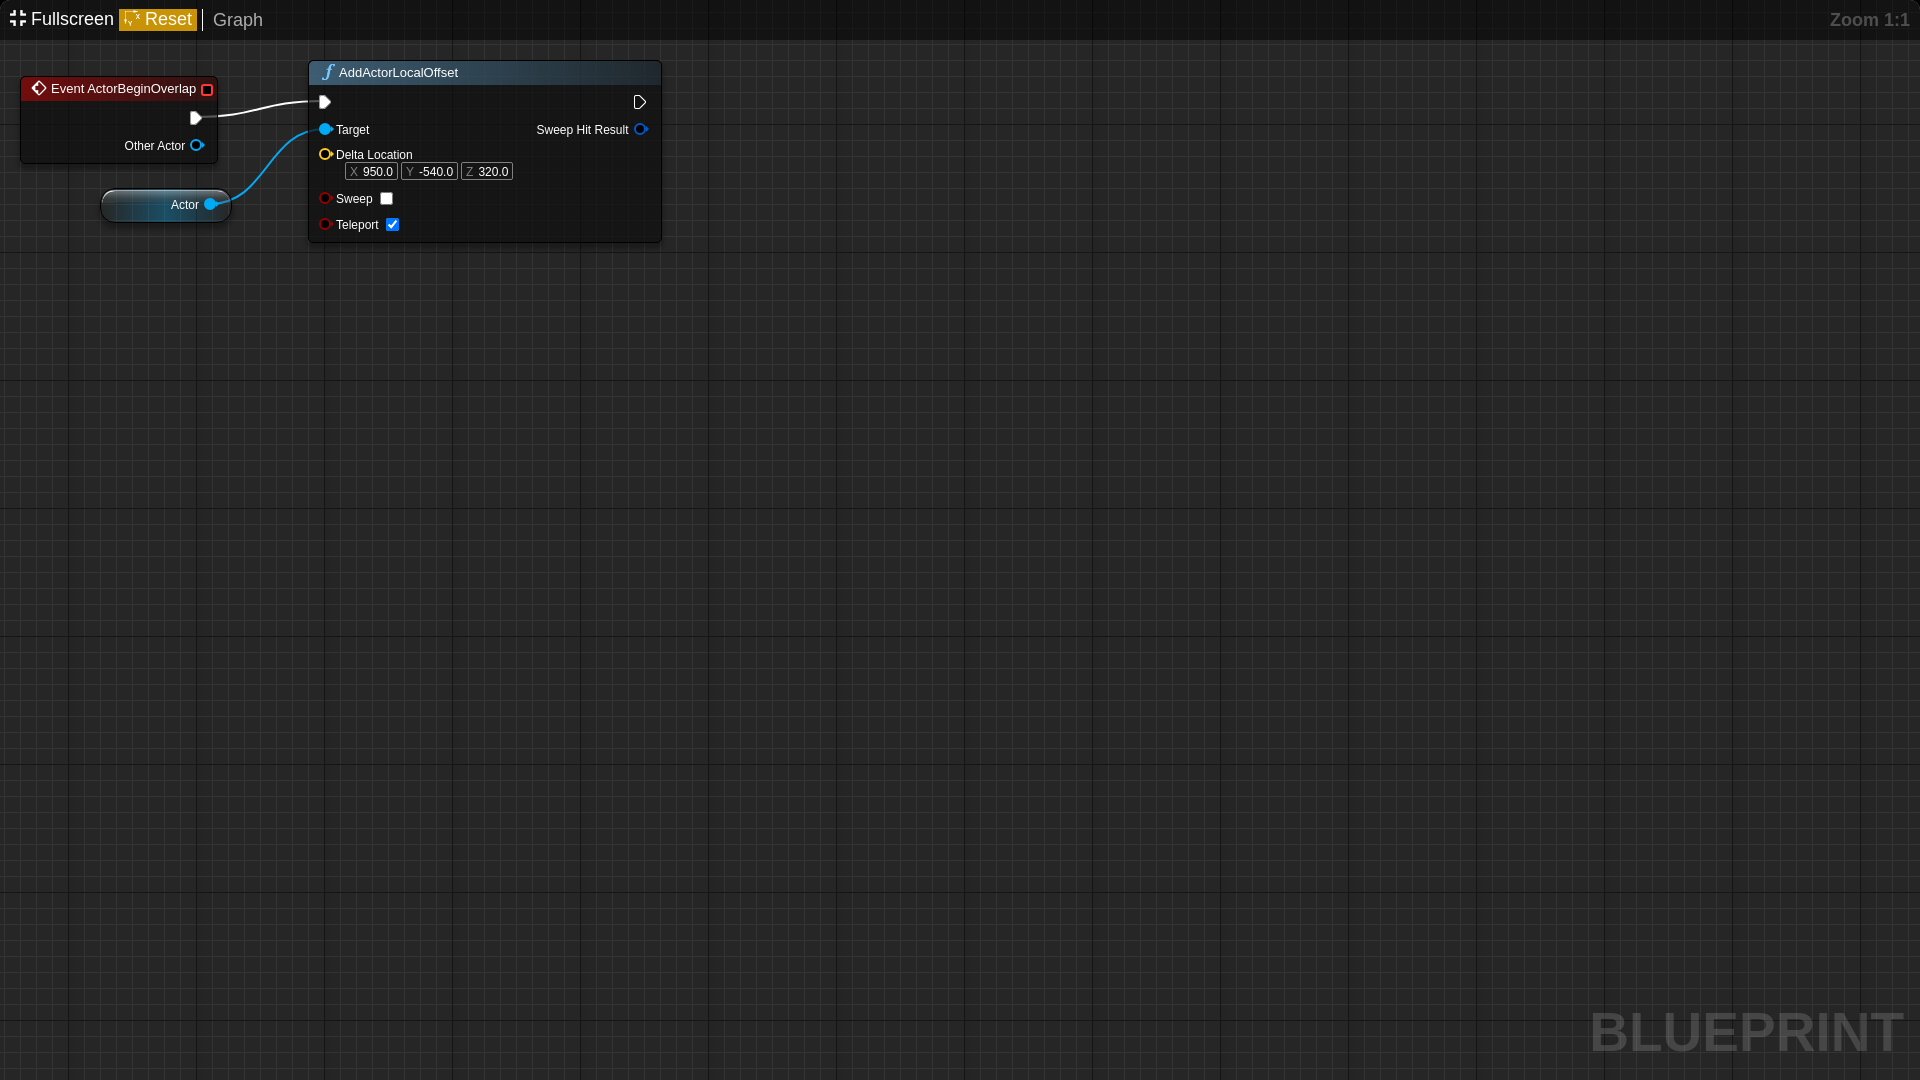 Fullscreen Reset Graph Zoom 1:1
Event ActorBeginOverlap
Other Actor
Actor
AddActorLocalOffset
Target Sweep Hit Result
Delta Location
X 950.0 Y -540.0 Z 320.0
Sweep
Teleport
BLUEPRINT